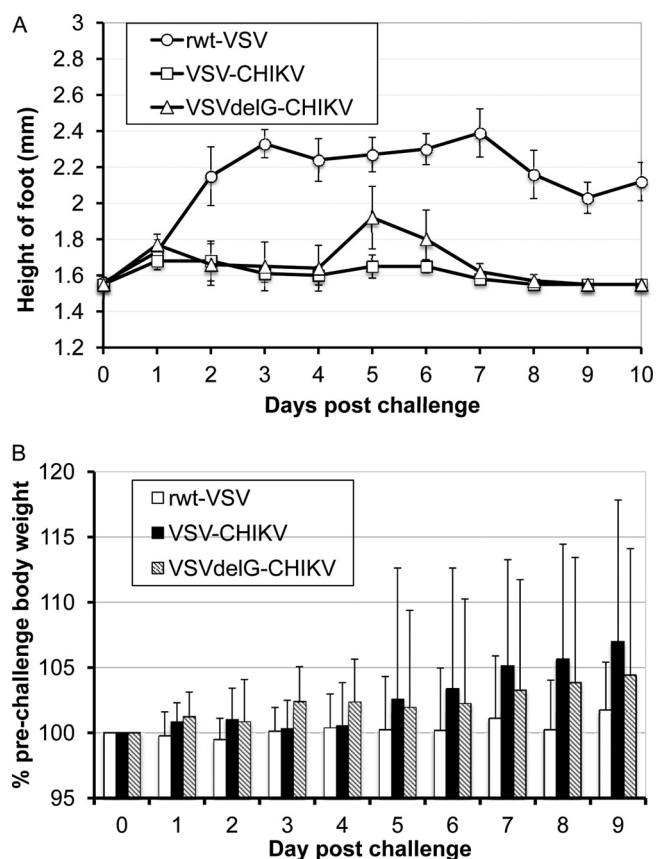 A
Height of foot (mm)
3
2.8
2.6
2.4
2.2
2
1.8
1.6
1.4
1.2
rwt-VSV
VSV-CHIKV
VSVdelG-CHIKV
0 1 2 3 4 5 6 7 8 9 10
Days post challenge
B
% pre-challenge body weight
120
115
110
105
100
95
rwt-VSV
VSV-CHIKV
VSVdelG-CHIKV
0 1 2 3 4 5 6 7 8 9
Day post challenge